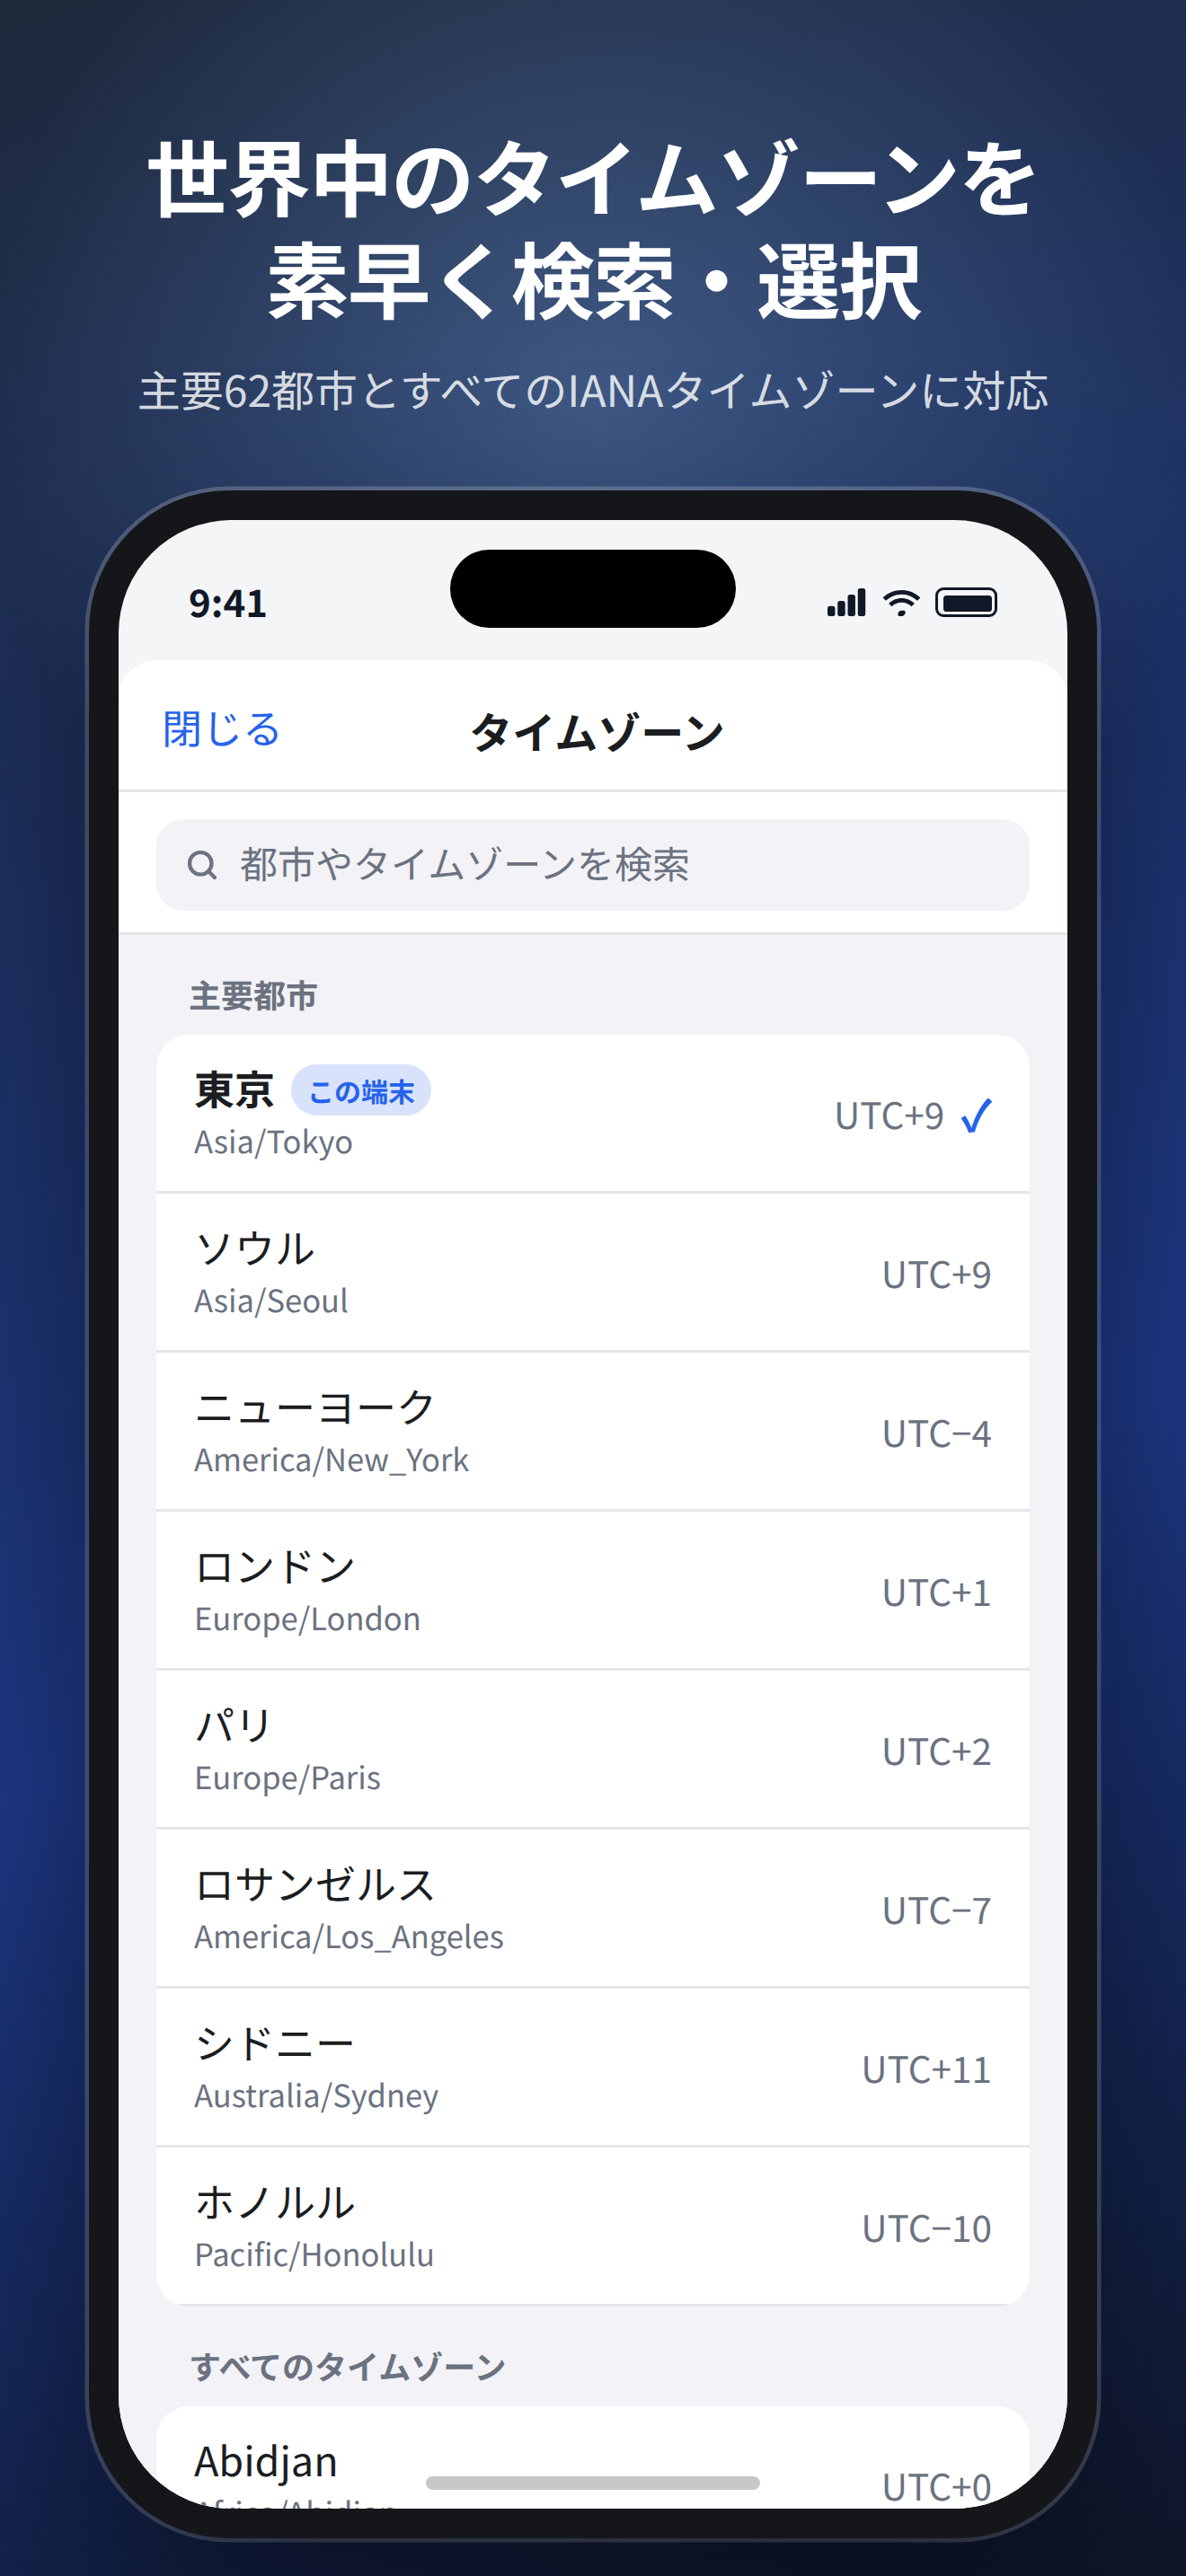 世界中のタイムゾーンを
素早く検索・選択
主要62都市とすべてのIANAタイムゾーンに対応
9:41
閉じる
タイムゾーン
都市やタイムゾーンを検索
主要都市
東京 この端末
Asia/Tokyo
UTC+9 ✓
ソウル
Asia/Seoul
UTC+9
ニューヨーク
America/New_York
UTC−4
ロンドン
Europe/London
UTC+1
パリ
Europe/Paris
UTC+2
ロサンゼルス
America/Los_Angeles
UTC−7
シドニー
Australia/Sydney
UTC+11
ホノルル
Pacific/Honolulu
UTC−10
すべてのタイムゾーン
Abidjan
Africa/Abidjan
UTC+0